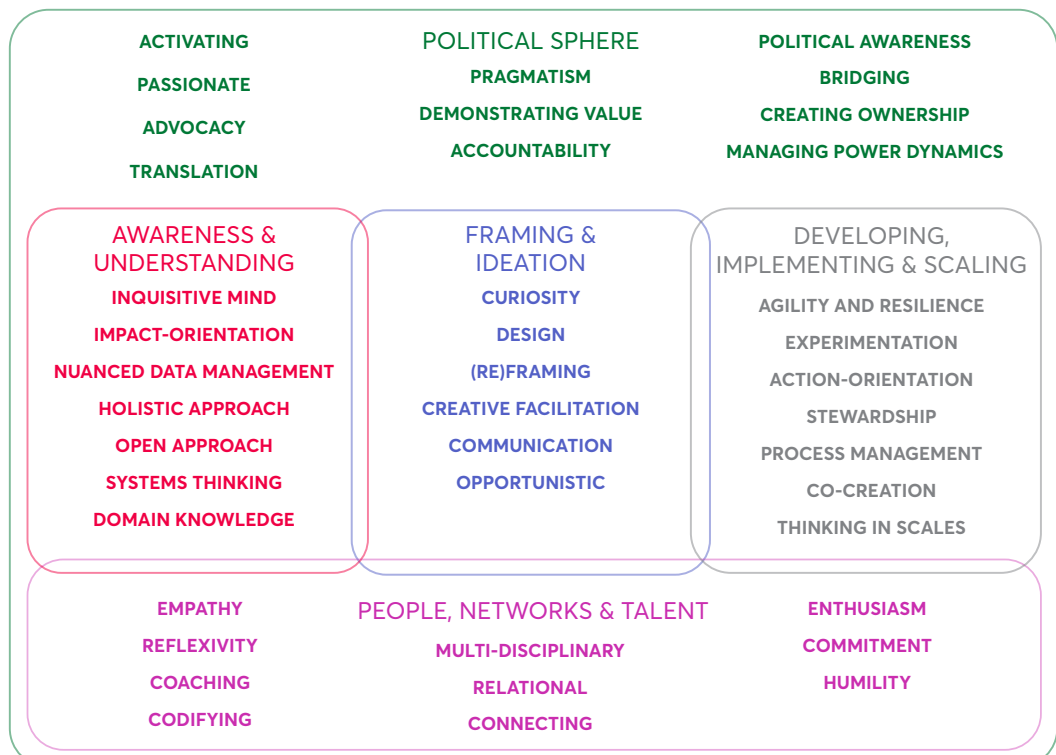 ACTIVATING
PASSIONATE
ADVOCACY
TRANSLATION
POLITICAL SPHERE
PRAGMATISM
DEMONSTRATING VALUE
ACCOUNTABILITY
POLITICAL AWARENESS
BRIDGING
CREATING OWNERSHIP
MANAGING POWER DYNAMICS
AWARENESS &
UNDERSTANDING
INQUISITIVE MIND
IMPACT-ORIENTATION
NUANCED DATA MANAGEMENT
HOLISTIC APPROACH
OPEN APPROACH
SYSTEMS THINKING
DOMAIN KNOWLEDGE
FRAMING &
IDEATION
CURIOSITY
DESIGN
(RE)FRAMING
CREATIVE FACILITATION
COMMUNICATION
OPPORTUNISTIC
DEVELOPING,
IMPLEMENTING & SCALING
AGILITY AND RESILIENCE
EXPERIMENTATION
ACTION-ORIENTATION
STEWARDSHIP
PROCESS MANAGEMENT
CO-CREATION
THINKING IN SCALES
EMPATHY
REFLEXIVITY
COACHING
CODIFYING
PEOPLE, NETWORKS & TALENT
MULTI-DISCIPLINARY
RELATIONAL
CONNECTING
ENTHUSIASM
COMMITMENT
HUMILITY